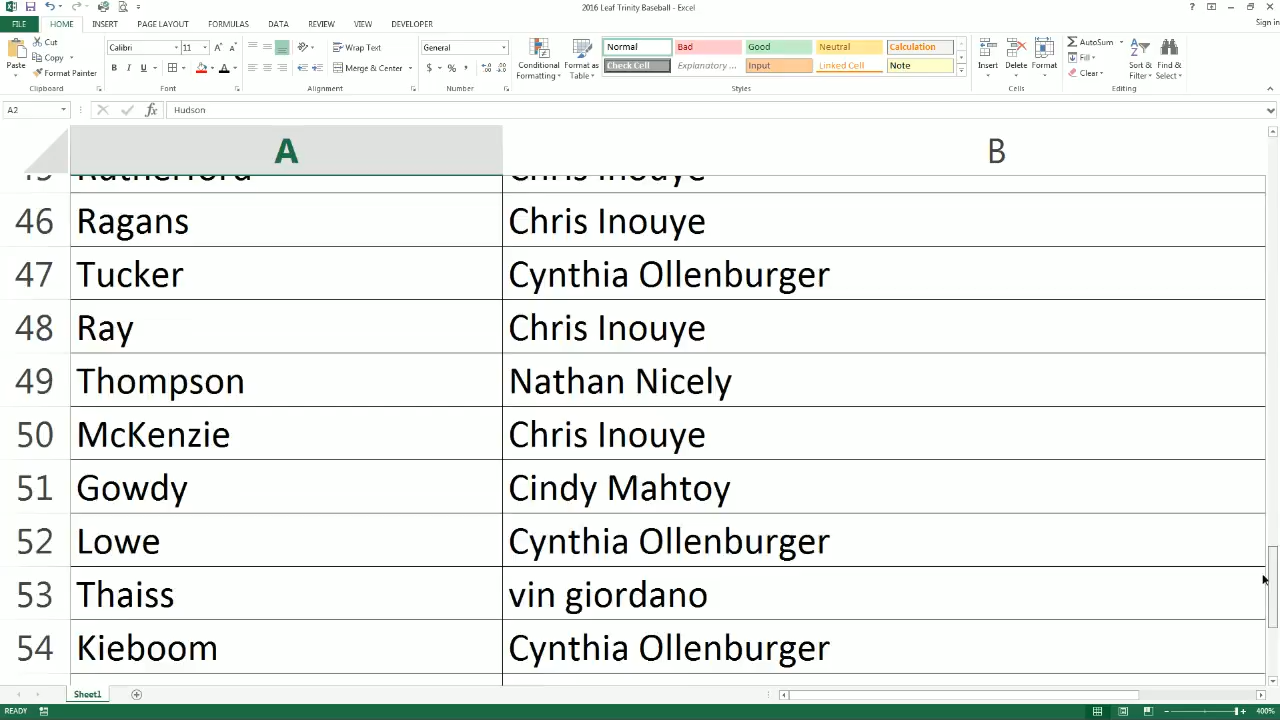 2016 Leaf Trinity Baseball - Excel
Sign in
FILE HOME INSERT PAGE LAYOUT FORMULAS DATA REVIEW VIEW DEVELOPER
Paste
Cut
Copy
Format Painter
Clipboard
Calibri 11
B I U
Font
Wrap Text
Merge & Center
Alignment
General
$ % ,
Number
Conditional Formatting
Format as Table
Normal Bad Good Neutral Calculation
Check Cell Explanatory ... Input Linked Cell Note
Styles
Insert Delete Format
Cells
AutoSum
Fill
Clear
Sort & Filter
Find & Select
Editing
A2 fx Hudson
A B
45 Rutherford Chris Inouye
46 Ragans Chris Inouye
47 Tucker Cynthia Ollenburger
48 Ray Chris Inouye
49 Thompson Nathan Nicely
50 McKenzie Chris Inouye
51 Gowdy Cindy Mahtoy
52 Lowe Cynthia Ollenburger
53 Thaiss vin giordano
54 Kieboom Cynthia Ollenburger
Sheet1
READY 400%